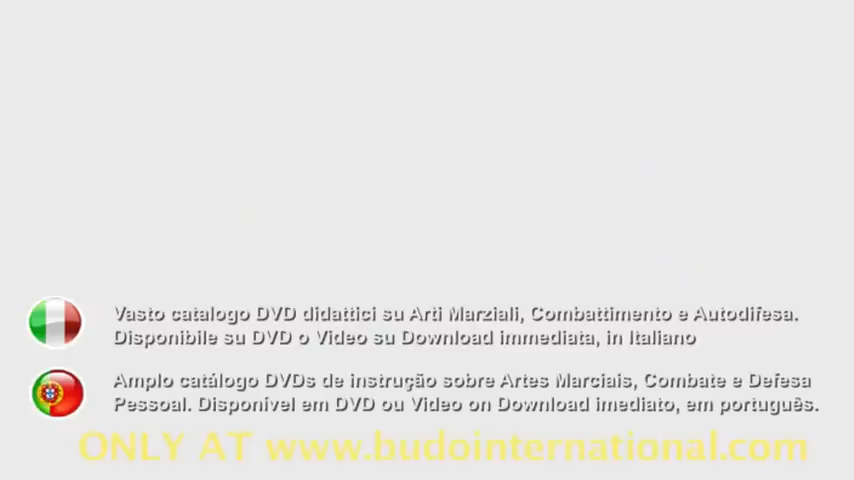 Vasto catalogo DVD didattici su Arti Marziali, Combattimento e Autodifesa.
Disponibile su DVD o Video su Download immediata, in Italiano
Amplo catálogo DVDs de instrução sobre Artes Marciais, Combate e Defesa
Pessoal. Disponível em DVD ou Video on Download imediato, em português.
ONLY AT www.budointernational.com